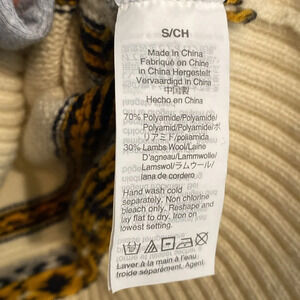 S/CH
Made in China
Fabriqué en Chine
in China Hergestellt
Vervaardigd in China
中国製
Hecho en China
70% Polyamide/Polyamide/
Polyamid/Polyamide/ポ
リアミド/poliamida
30% Lambs Wool/Laine
D'agneau/Lammwolle/
Lamswol/ラムウール/
lana de cordero
Hand wash cold
separately. Non chlorine
bleach only. Reshape and
lay flat to dry. Iron on
lowest setting.
Laver à la main à l'eau
froide séparément. Agent